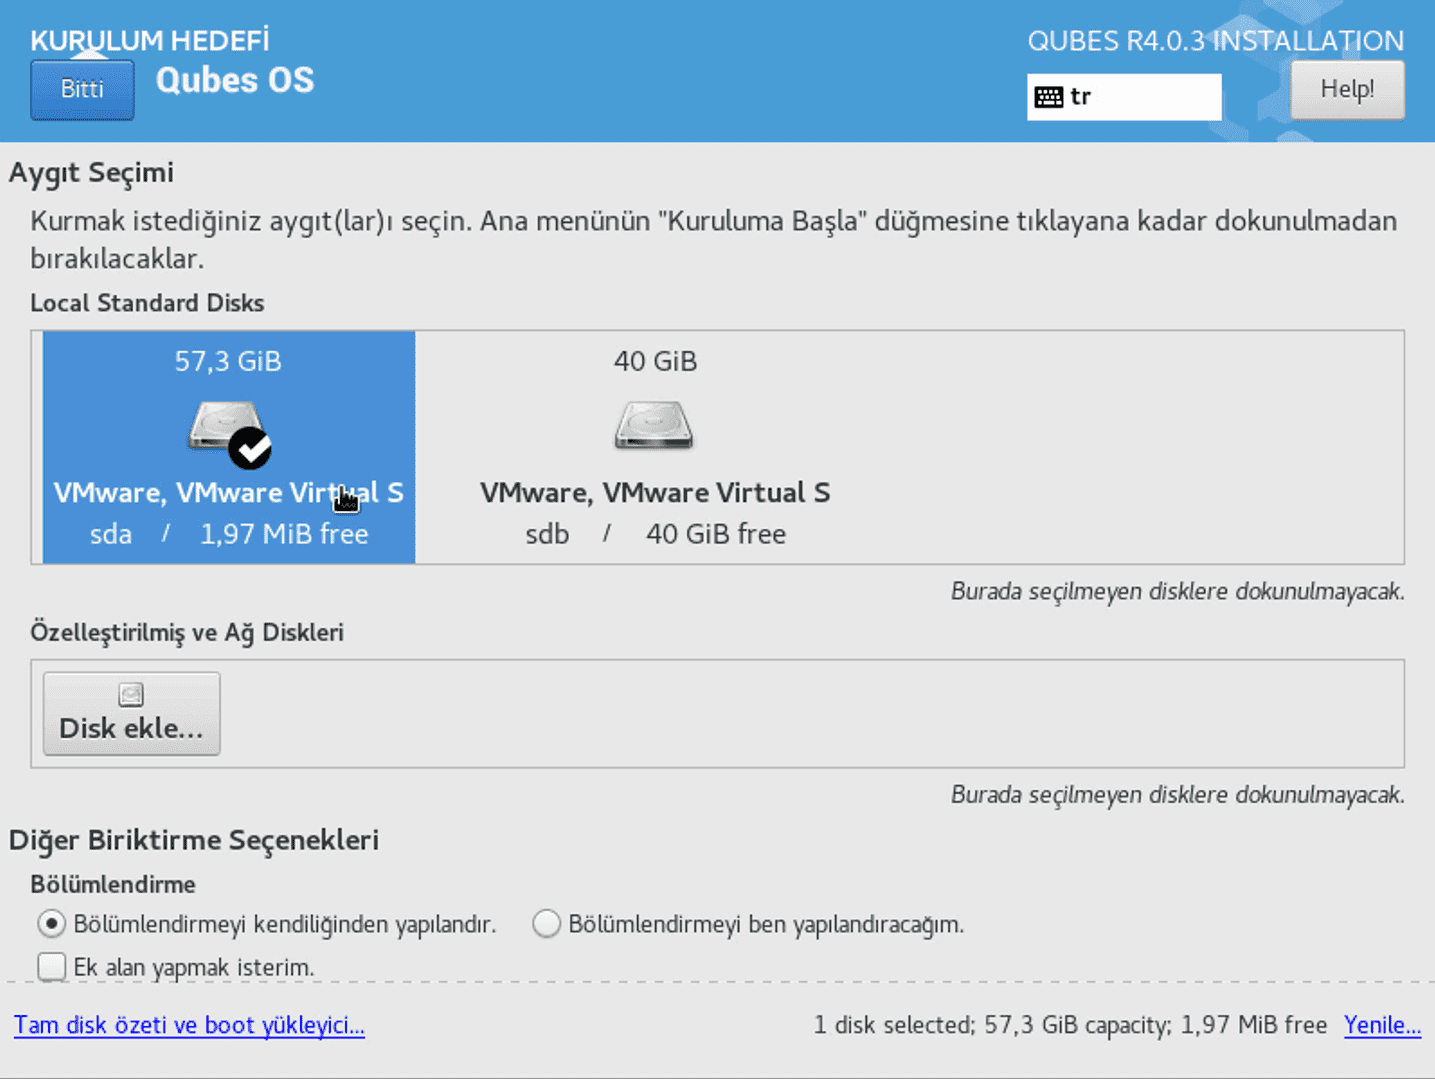 KURULUM HEDEFİ
QUBES R4.0.3 INSTALLATION
Bitti
Qubes OS
tr
Help!
Aygıt Seçimi
Kurmak istediğiniz aygıt(lar)ı seçin. Ana menünün "Kuruluma Başla" düğmesine tıklayana kadar dokunulmadan
bırakılacaklar.
Local Standard Disks
57,3 GiB
VMware, VMware Virtual S
sda / 1,97 MiB free
40 GiB
VMware, VMware Virtual S
sdb / 40 GiB free
Burada seçilmeyen disklere dokunulmayacak.
Özelleştirilmiş ve Ağ Diskleri
Disk ekle...
Burada seçilmeyen disklere dokunulmayacak.
Diğer Biriktirme Seçenekleri
Bölümlendirme
Bölümlendirmeyi kendiliğinden yapılandır.
Bölümlendirmeyi ben yapılandıracağım.
Ek alan yapmak isterim.
Tam disk özeti ve boot yükleyici...
1 disk selected; 57,3 GiB capacity; 1,97 MiB free
Yenile...